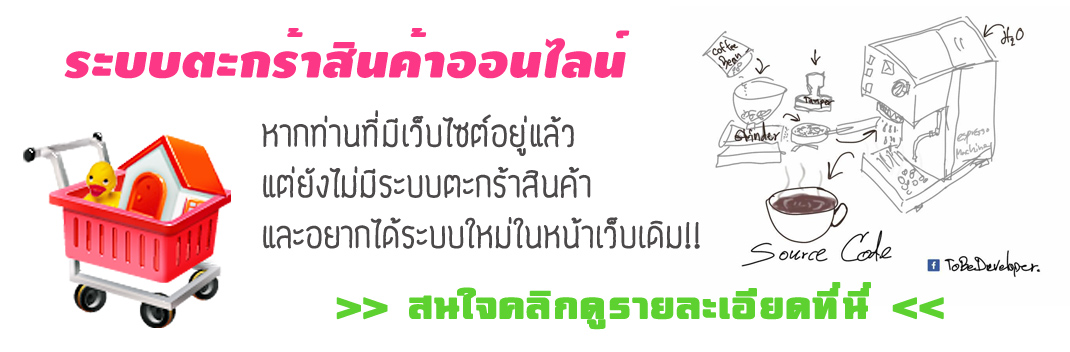 ระบบตะกร้าสินค้าออนไลน์
หากท่านที่มีเว็บไซต์อยู่แล้ว
แต่ยังไม่มีระบบตะกร้าสินค้า
และอยากได้ระบบใหม่ในหน้าเว็บเดิม!!
>> สนใจคลิกดูรายละเอียดที่นี่ <<
Coffee
Bean
Tamper
Grinder
H2O
espresso
Machine
Source Code
ToBeDeveloper.